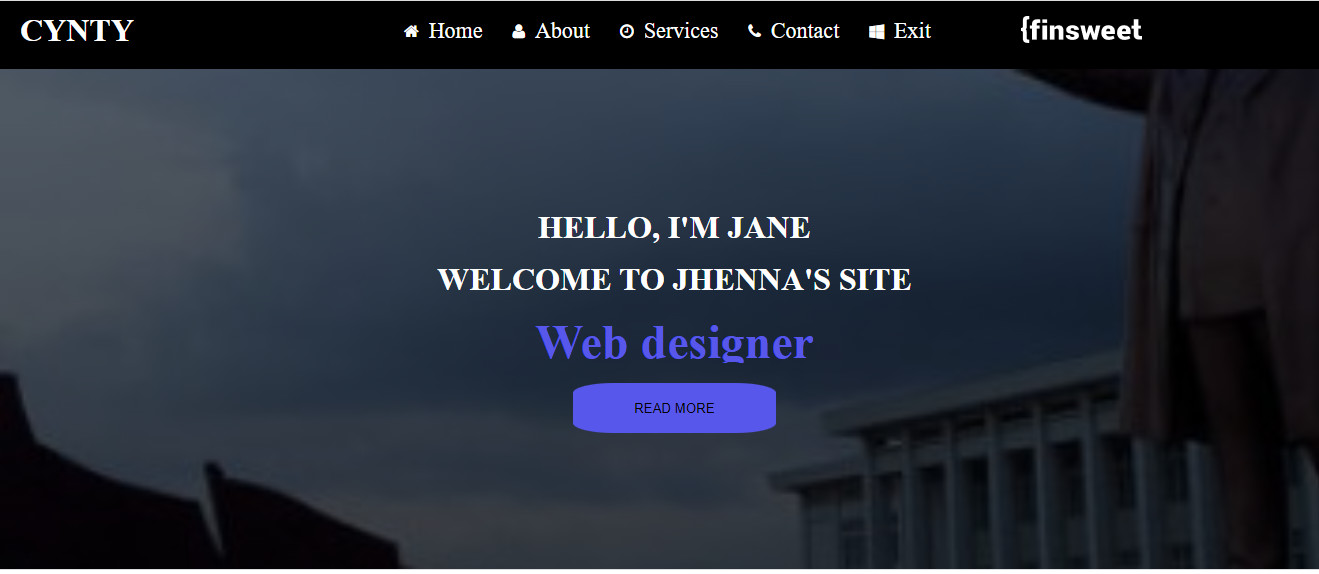 CYNTY Home About Services Contact Exit {finsweet
HELLO, I'M JANE
WELCOME TO JHENNA'S SITE
Web designer
READ MORE